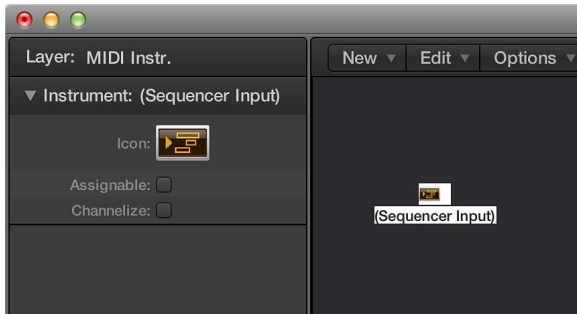 Layer: MIDI Instr.
New Edit Options
Instrument: (Sequencer Input)
Icon:
Assignable:
Channelize:
(Sequencer Input)